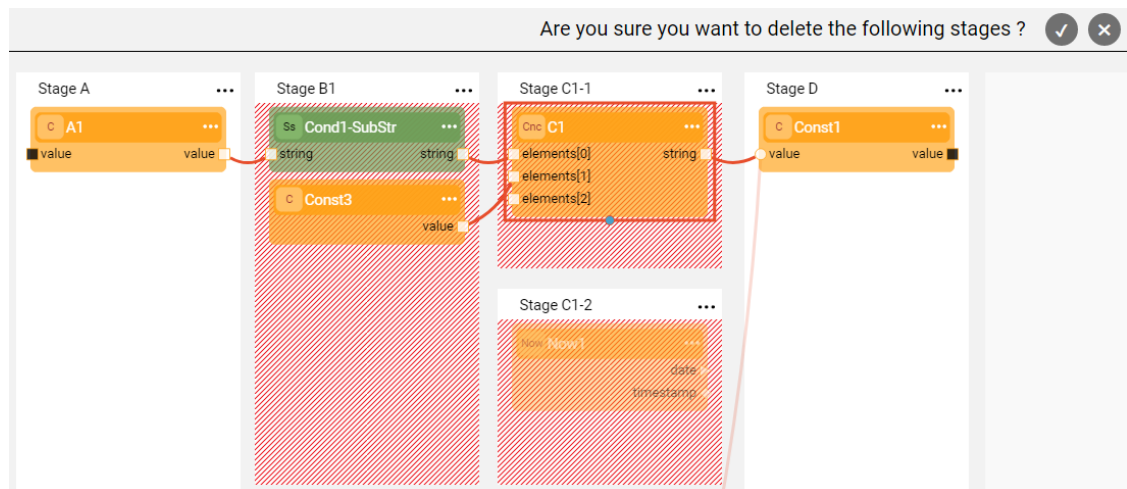 Are you sure you want to delete the following stages ?
Stage A
Stage B1
Stage C1-1
Stage D
C A1
Ss Cond1-SubStr
Cnc C1
C Const1
value value
string string
elements[0] string
value value
elements[1]
C Const3
elements[2]
value
Stage C1-2
Now Now1
date
timestamp